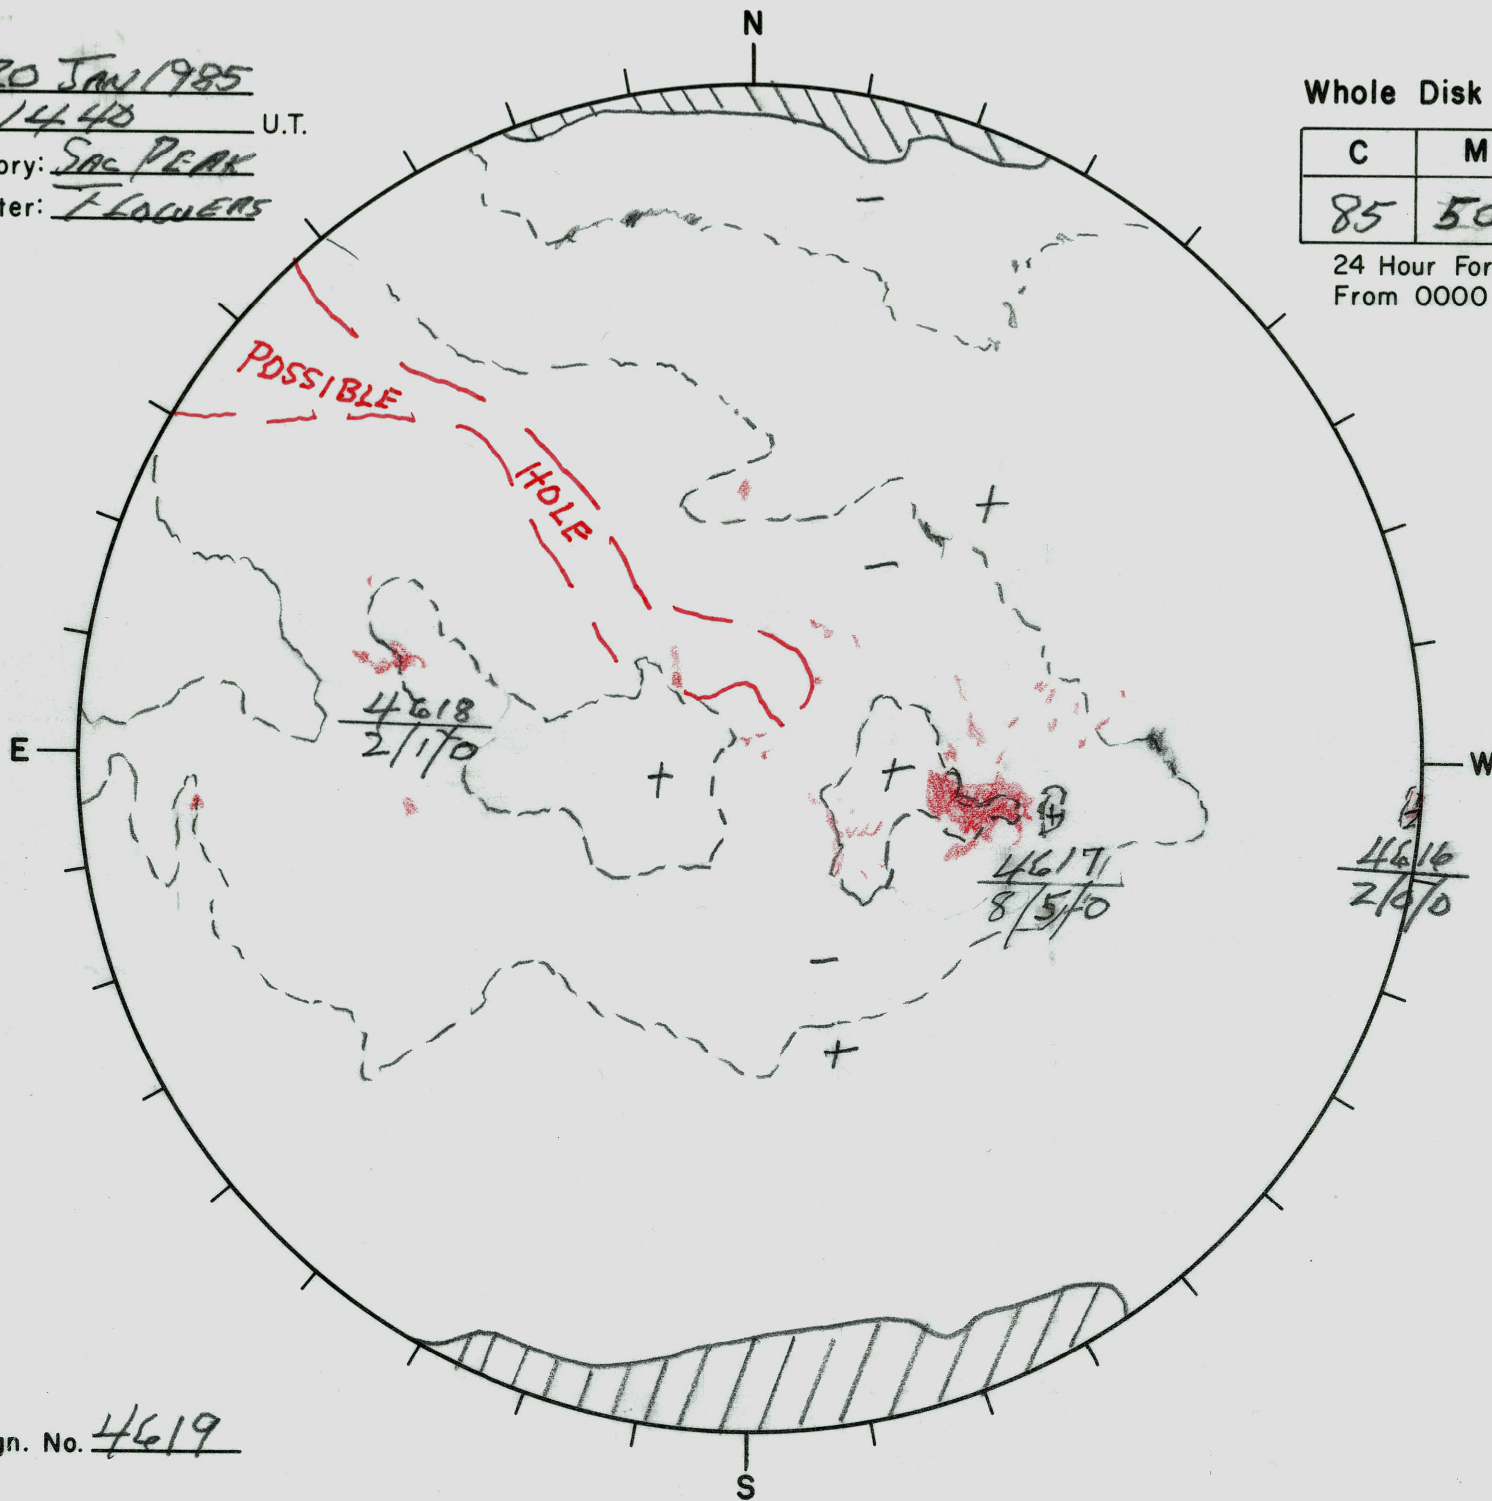 N
20 JAN 1985
1440 U.T.
ory: SAC PEAK
ter: FLOWERS
Whole Disk
C M
85 50
24 Hour For
From 0000
POSSIBLE
HOLE
+
+
+
+
+
-
-
-
E
W
4618
2/1/0
4617
8/5/0
4616
2/0/0
gn. No. 4619
S